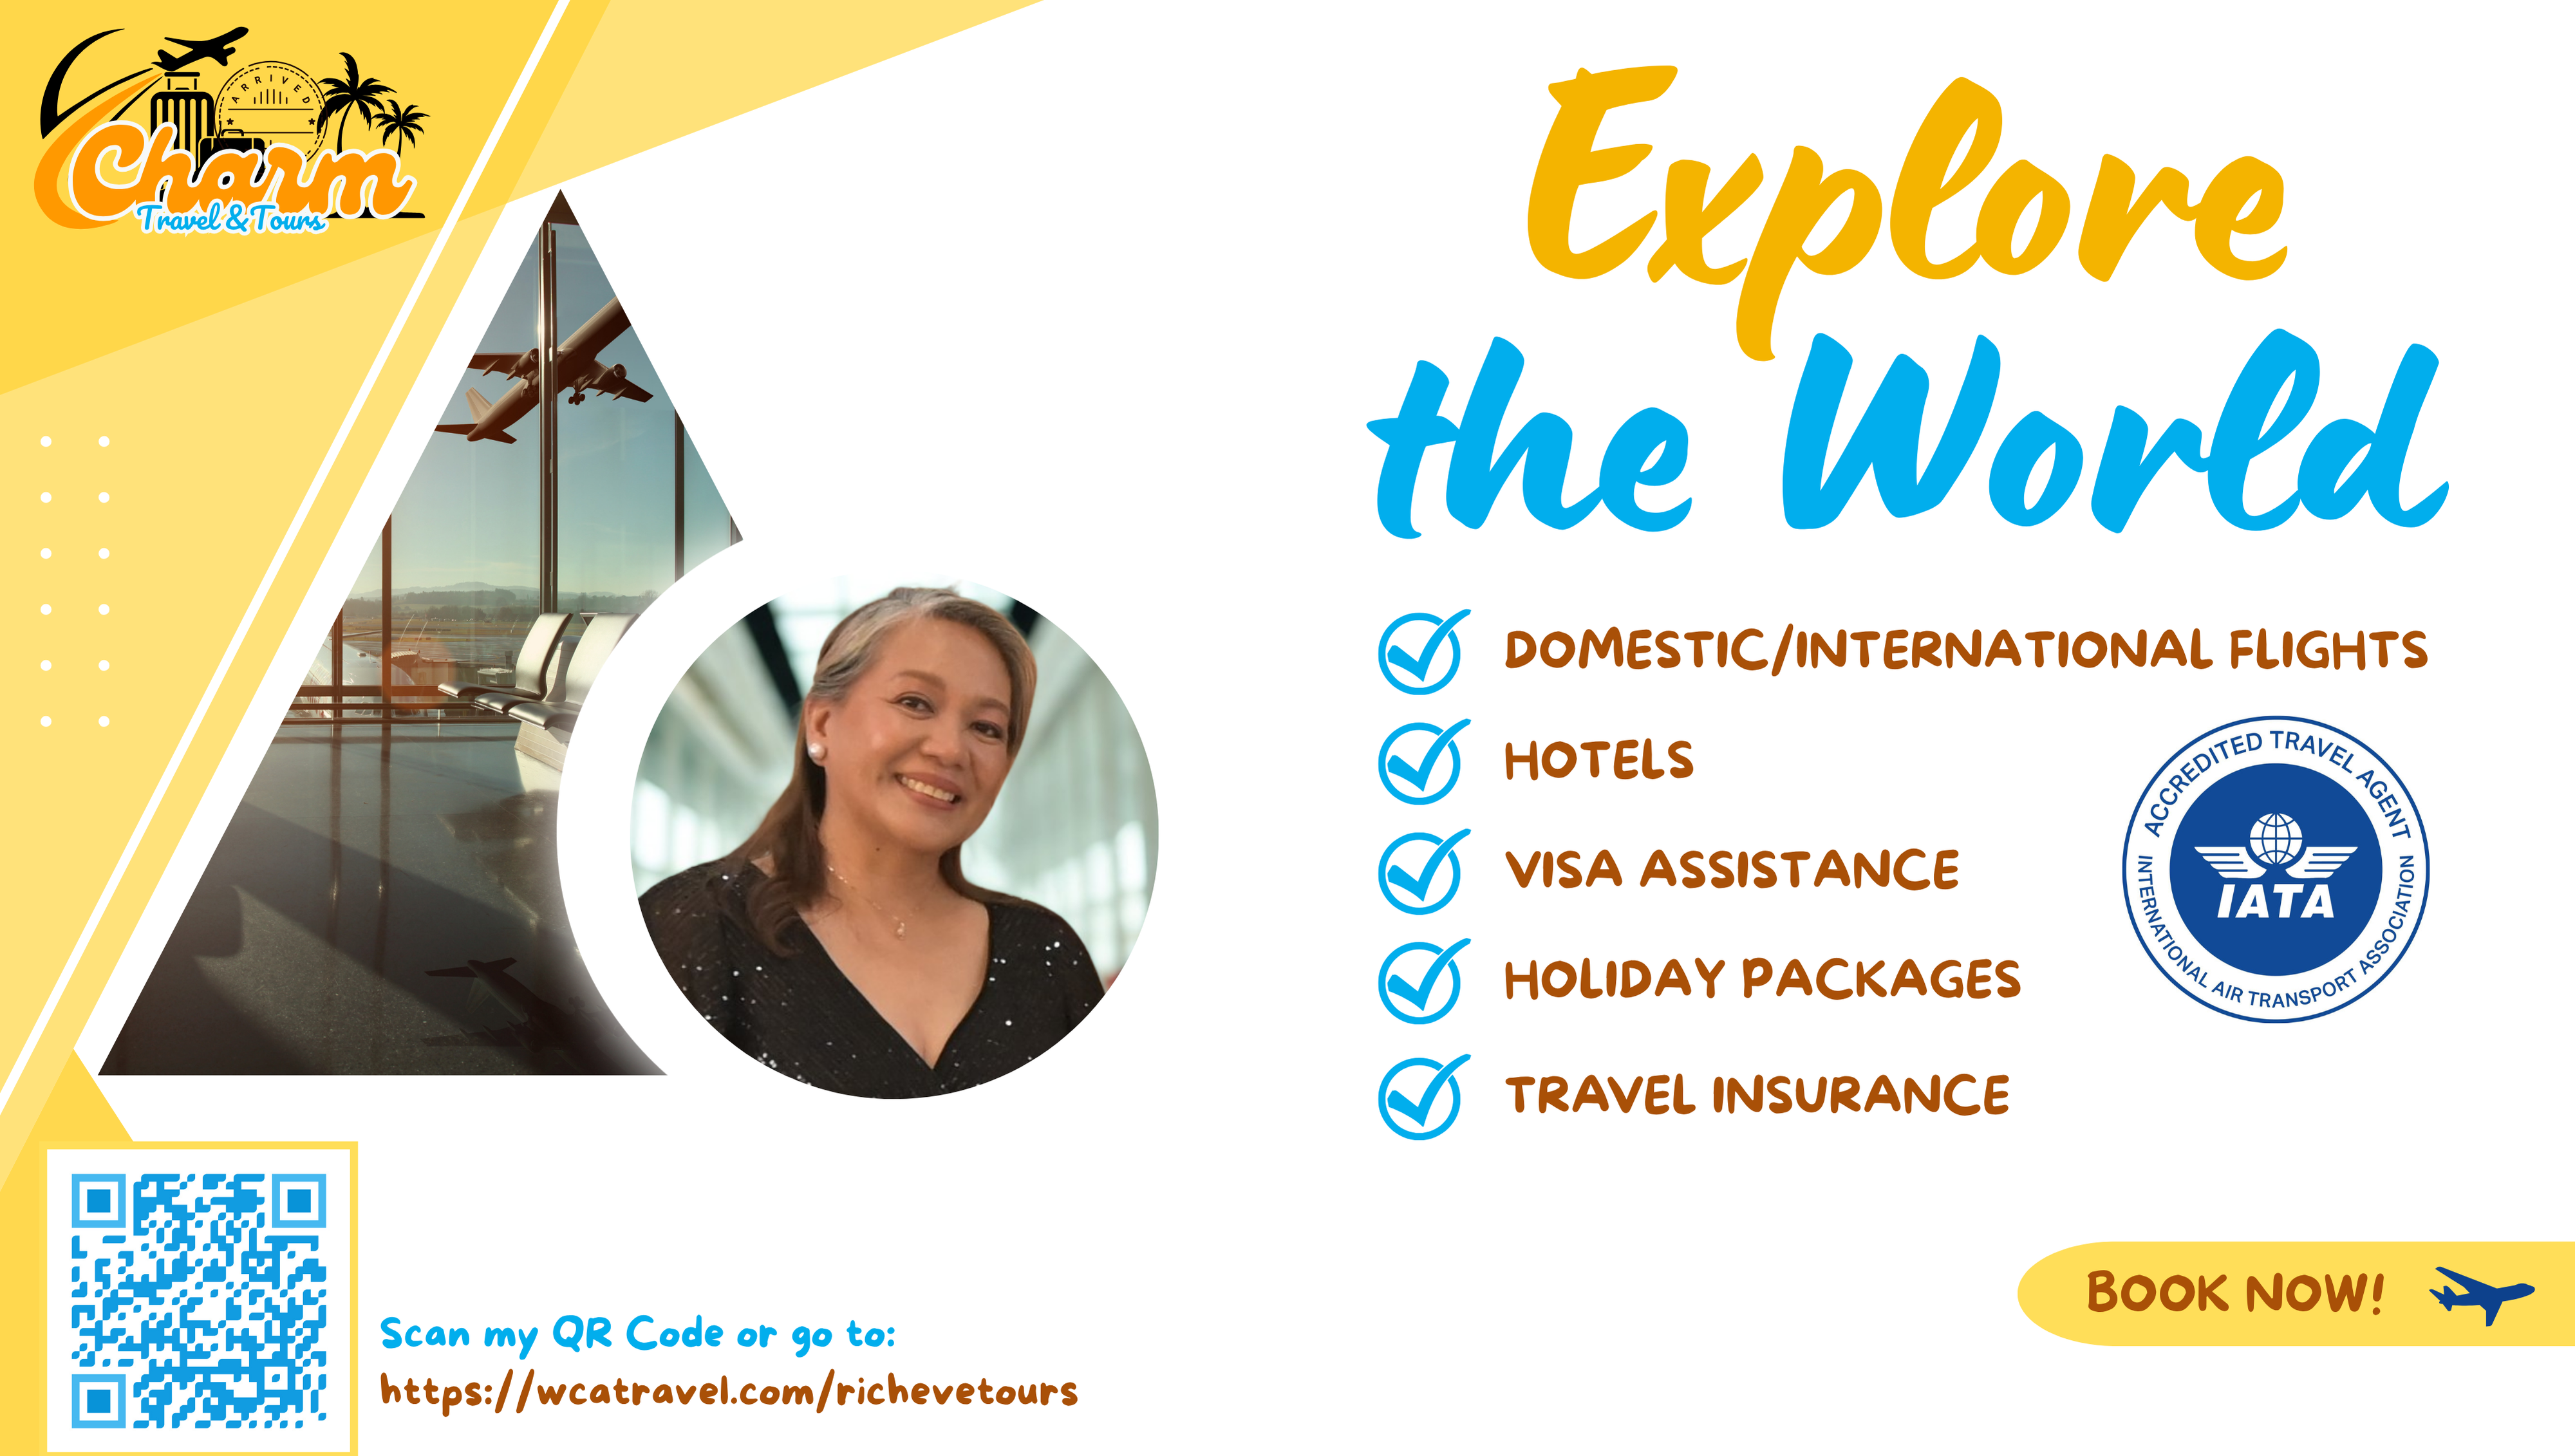 ARRIVED
Charm
Travel & Tours
Explore
the World
DOMESTIC/INTERNATIONAL FLIGHTS
HOTELS
VISA ASSISTANCE
HOLIDAY PACKAGES
TRAVEL INSURANCE
ACCREDITED TRAVEL AGENT
IATA
INTERNATIONAL AIR TRANSPORT ASSOCIATION
BOOK NOW!
Scan my QR Code or go to:
https://wcatravel.com/richevetours